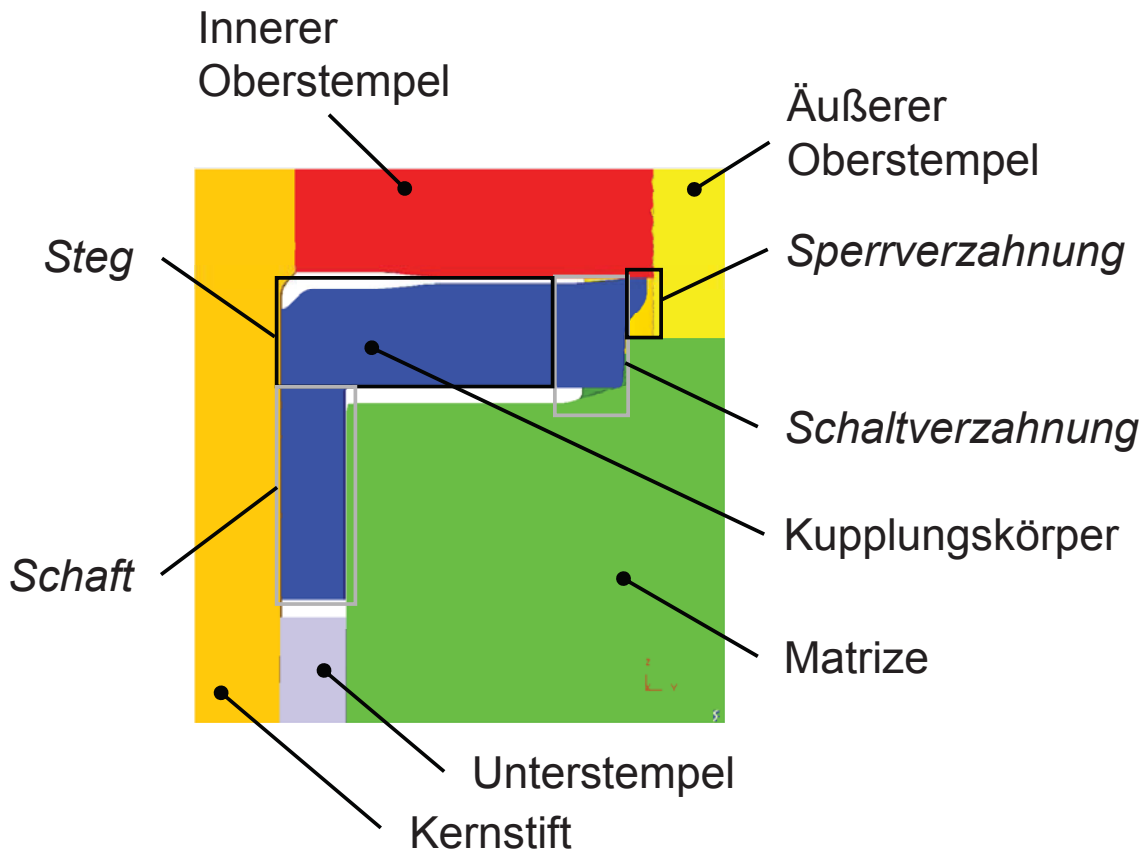 Innerer
Oberstempel
Äußerer
Oberstempel
Steg
Sperrverzahnung
Schaltverzahnung
Kupplungskörper
Schaft
Matrize
Z
X Y
Unterstempel
Kernstift